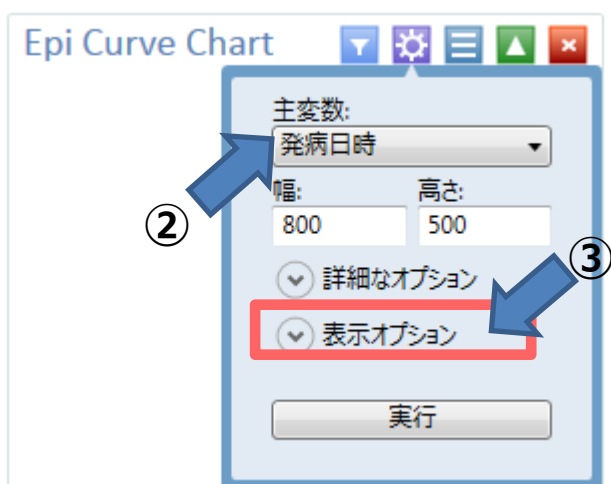 Epi Curve Chart
主変数:
発病日時
②
幅: 高さ:
800 500
③
詳細なオプション
表示オプション
実行